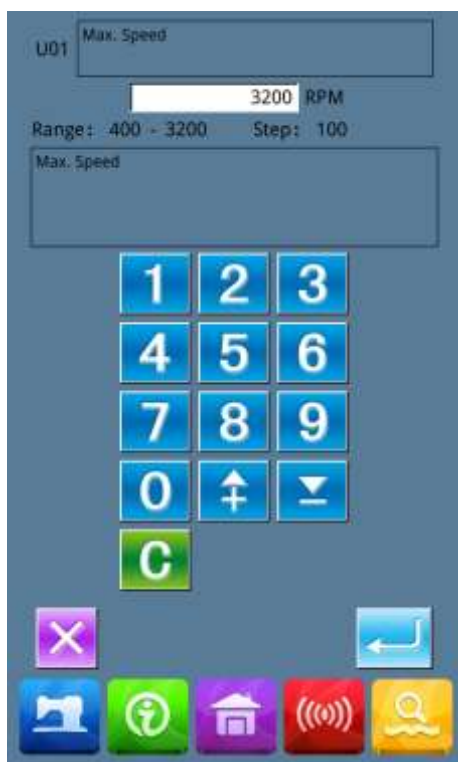 U01 Max. Speed
3200 RPM
Range: 400 - 3200 Step: 100
Max. Speed
1 2 3
4 5 6
7 8 9
0
C